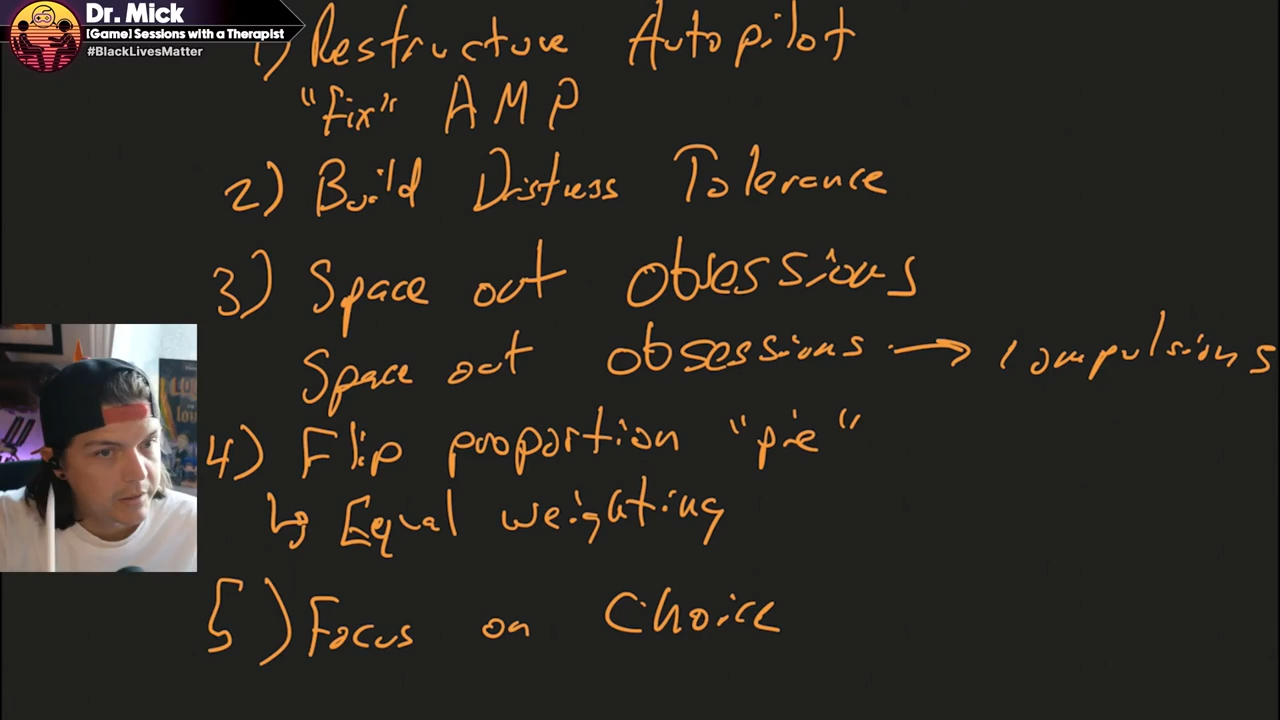 Dr. Mick
[Game] Sessions with a Therapist
#BlackLivesMatter
1) Restructure Autopilot
"fix" AMP
2) Build Distress Tolerance
3) Space out obsessions
Space out obsessions → compulsions
4) Flip proportion "pie"
↳ Equal weighting
5) Focus on Choice